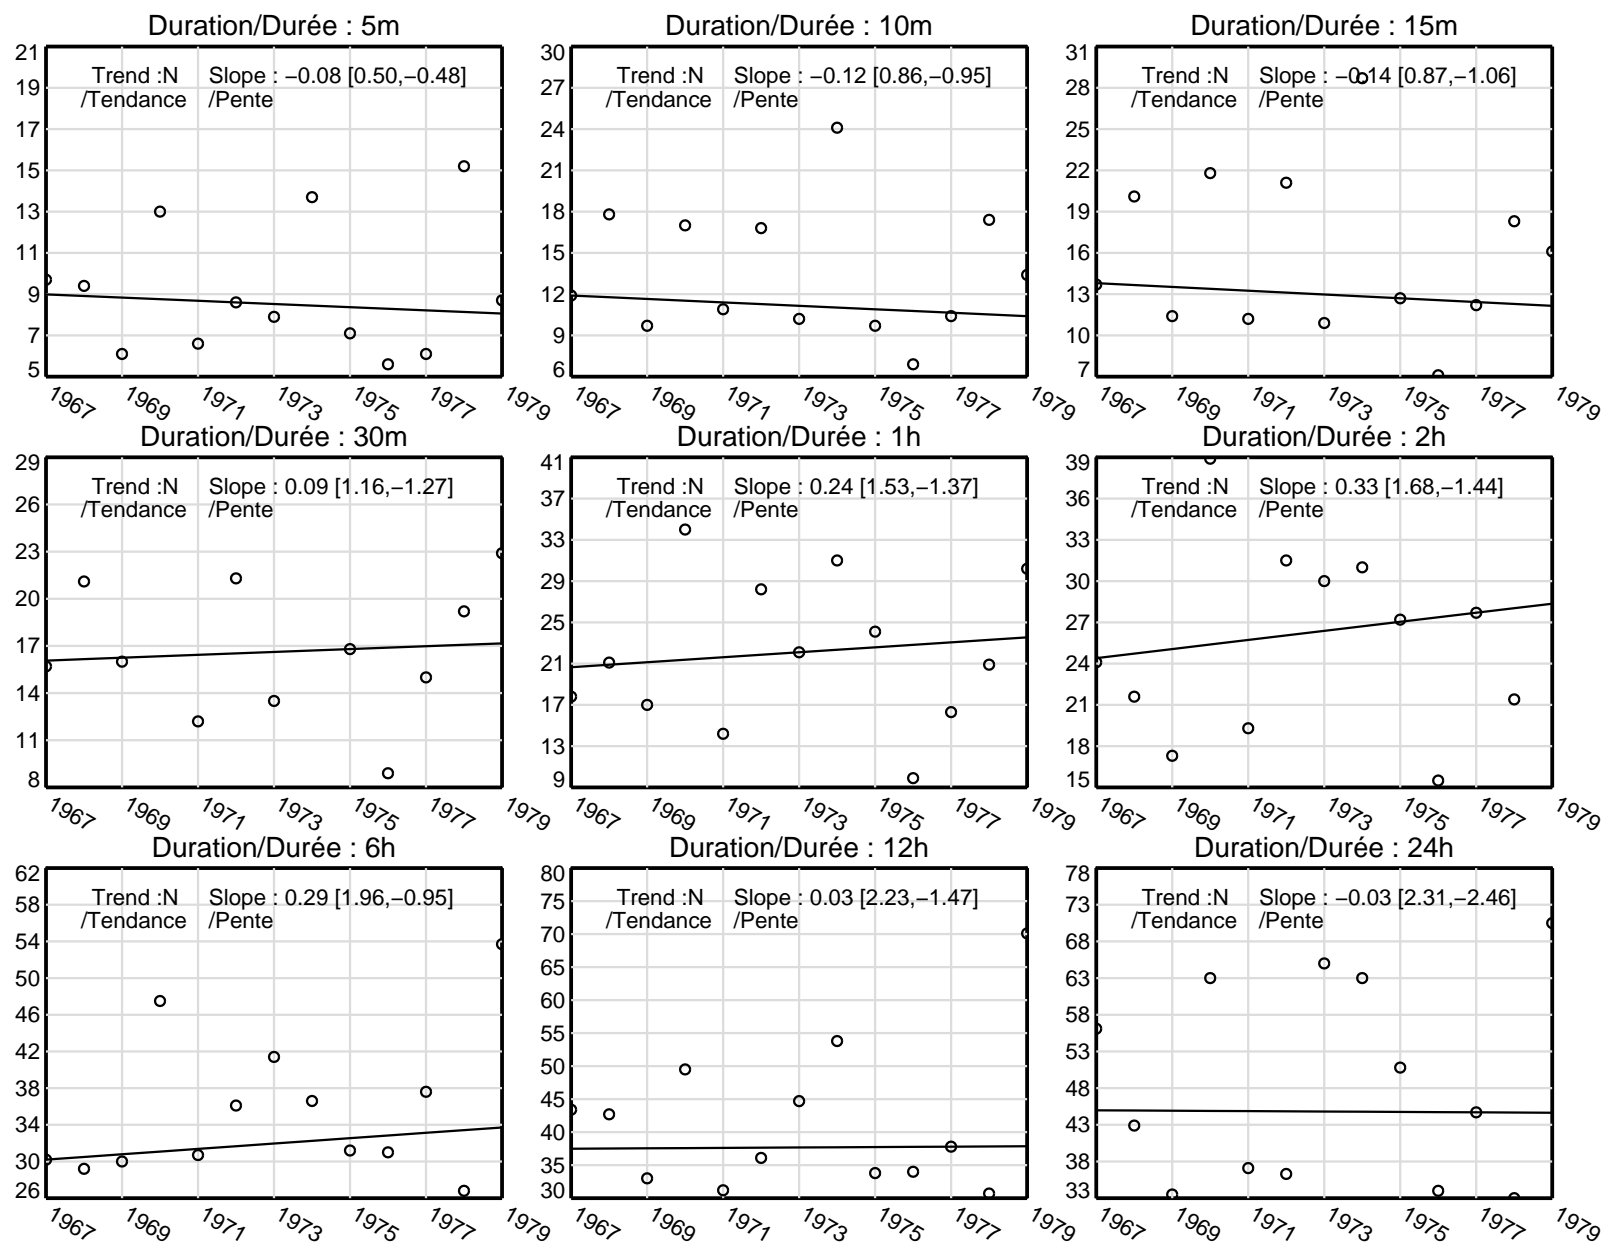 Duration/Durée : 5m
21
19
17
15
13
11
9
7
5
Trend :N Slope : −0.08 [0.50,−0.48]
/Tendance /Pente
1967 1969 1971 1973 1975 1977 1979
Duration/Durée : 10m
30
27
24
21
18
15
12
9
6
Trend :N Slope : −0.12 [0.86,−0.95]
/Tendance /Pente
1967 1969 1971 1973 1975 1977 1979
Duration/Durée : 15m
31
28
25
22
19
16
13
10
7
Trend :N Slope : −0.14 [0.87,−1.06]
/Tendance /Pente
1967 1969 1971 1973 1975 1977 1979
Duration/Durée : 30m
29
26
23
20
17
14
11
8
Trend :N Slope : 0.09 [1.16,−1.27]
/Tendance /Pente
1967 1969 1971 1973 1975 1977 1979
Duration/Durée : 1h
41
37
33
29
25
21
17
13
9
Trend :N Slope : 0.24 [1.53,−1.37]
/Tendance /Pente
1967 1969 1971 1973 1975 1977 1979
Duration/Durée : 2h
39
36
33
30
27
24
21
18
15
Trend :N Slope : 0.33 [1.68,−1.44]
/Tendance /Pente
1967 1969 1971 1973 1975 1977 1979
Duration/Durée : 6h
62
58
54
50
46
42
38
34
30
26
Trend :N Slope : 0.29 [1.96,−0.95]
/Tendance /Pente
1967 1969 1971 1973 1975 1977 1979
Duration/Durée : 12h
80
75
70
65
60
55
50
45
40
35
30
Trend :N Slope : 0.03 [2.23,−1.47]
/Tendance /Pente
1967 1969 1971 1973 1975 1977 1979
Duration/Durée : 24h
78
73
68
63
58
53
48
43
38
33
Trend :N Slope : −0.03 [2.31,−2.46]
/Tendance /Pente
1967 1969 1971 1973 1975 1977 1979